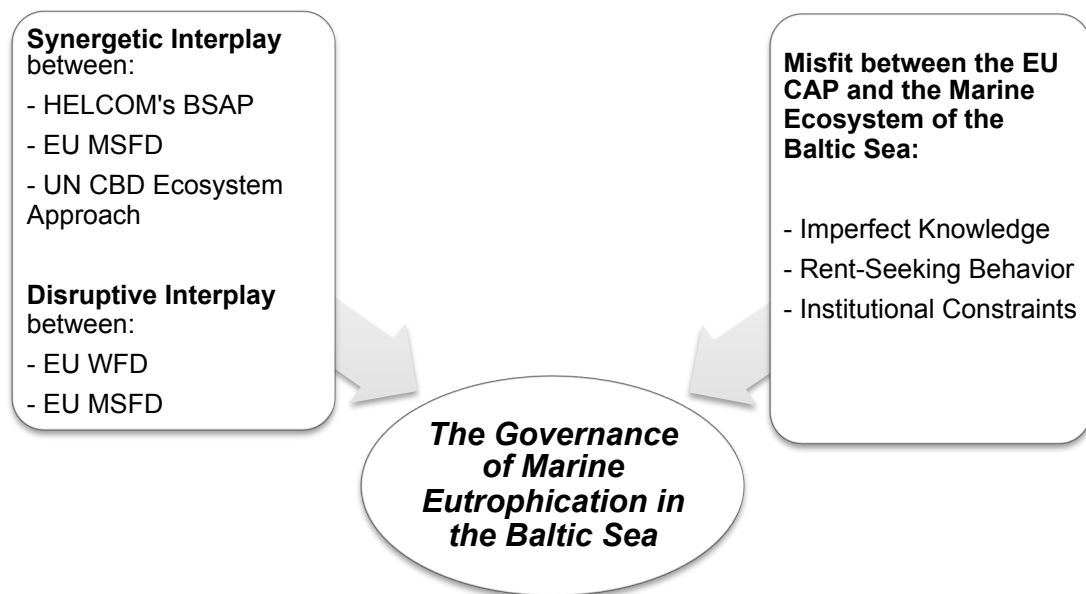 Synergetic Interplay
between:
- HELCOM's BSAP
- EU MSFD
- UN CBD Ecosystem
Approach
Disruptive Interplay
between:
- EU WFD
- EU MSFD
Misfit between the EU
CAP and the Marine
Ecosystem of the
Baltic Sea:
- Imperfect Knowledge
- Rent-Seeking Behavior
- Institutional Constraints
The Governance
of Marine
Eutrophication in
the Baltic Sea